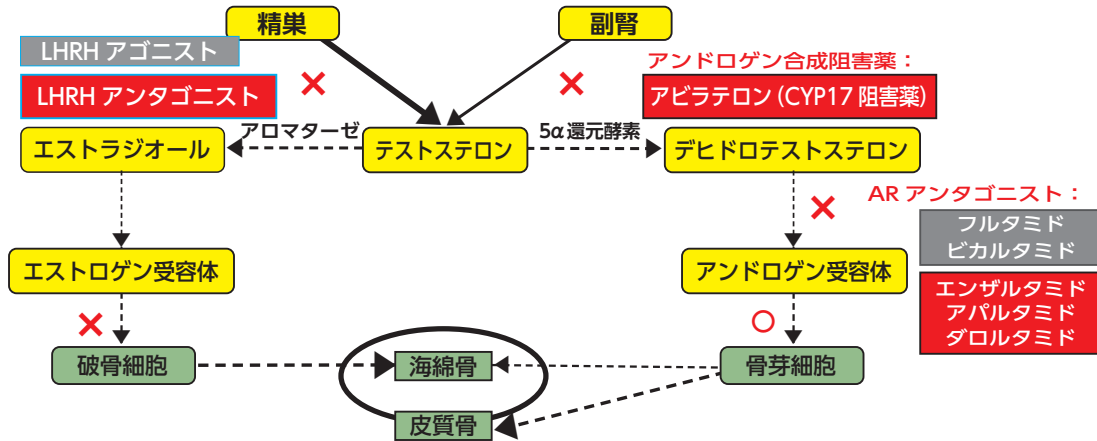 精巣
副腎
LHRH アゴニスト
LHRH アンタゴニスト
×
×
アンドロゲン合成阻害薬：
アビラテロン（CYP17 阻害薬）
エストラジオール
アロマターゼ
テストステロン
5α還元酵素
デヒドロテストステロン
×
AR アンタゴニスト：
フルタミド
ビカルタミド
エンザルタミド
アパルタミド
ダロルタミド
エストロゲン受容体
アンドロゲン受容体
×
○
破骨細胞
海綿骨
骨芽細胞
皮質骨